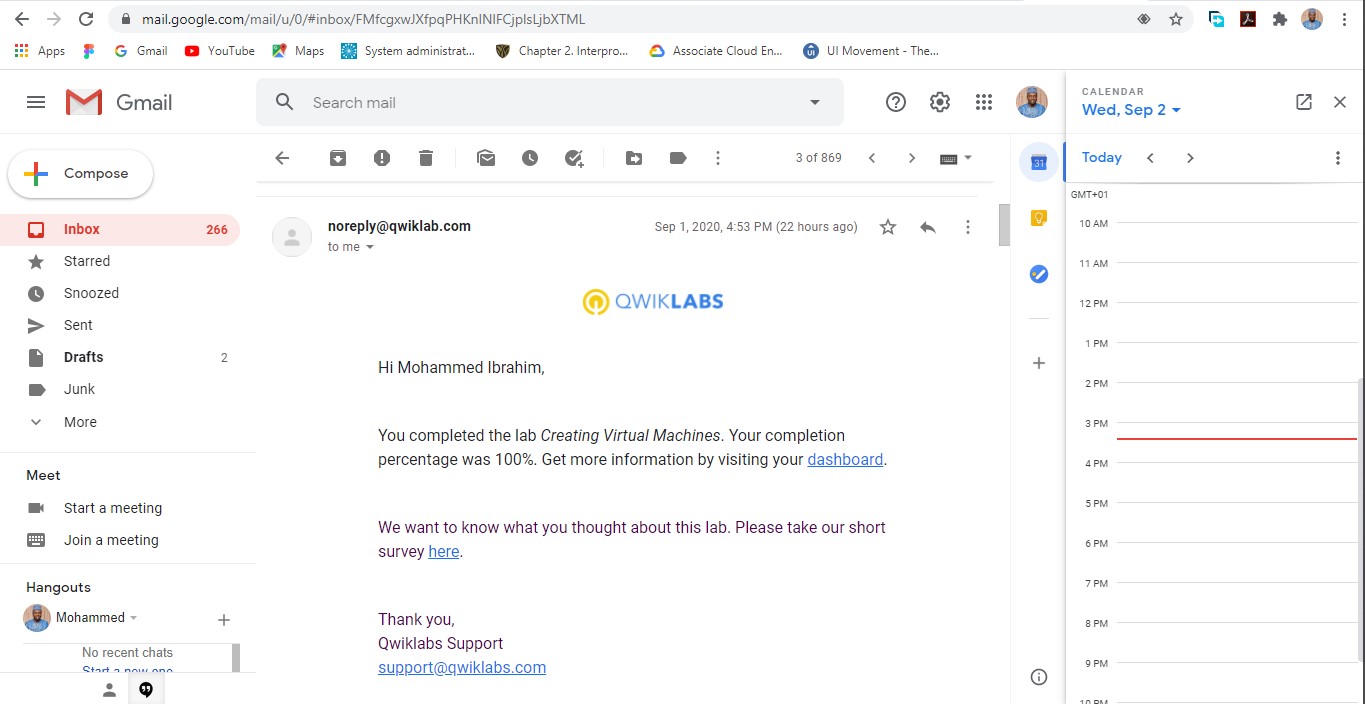 mail.google.com/mail/u/0/#inbox/FMfcgxwJXfpqPHKnlNlFCjplsLjbXTML
Apps Gmail YouTube Maps System administrat... Chapter 2. Interpro... Associate Cloud En... UI Movement - The...
Gmail
Search mail
Compose
Inbox 266
Starred
Snoozed
Sent
Drafts 2
Junk
More
Meet
Start a meeting
Join a meeting
Hangouts
Mohammed
No recent chats
Start a new one
3 of 869
noreply@qwiklab.com
Sep 1, 2020, 4:53 PM (22 hours ago)
to me
QWIKLABS
Hi Mohammed Ibrahim,
You completed the lab Creating Virtual Machines. Your completion
percentage was 100%. Get more information by visiting your dashboard.
We want to know what you thought about this lab. Please take our short
survey here.
Thank you,
Qwiklabs Support
support@qwiklabs.com
31
CALENDAR
Wed, Sep 2
Today
GMT+01
10 AM
11 AM
12 PM
1 PM
2 PM
3 PM
4 PM
5 PM
6 PM
7 PM
8 PM
9 PM
10 PM